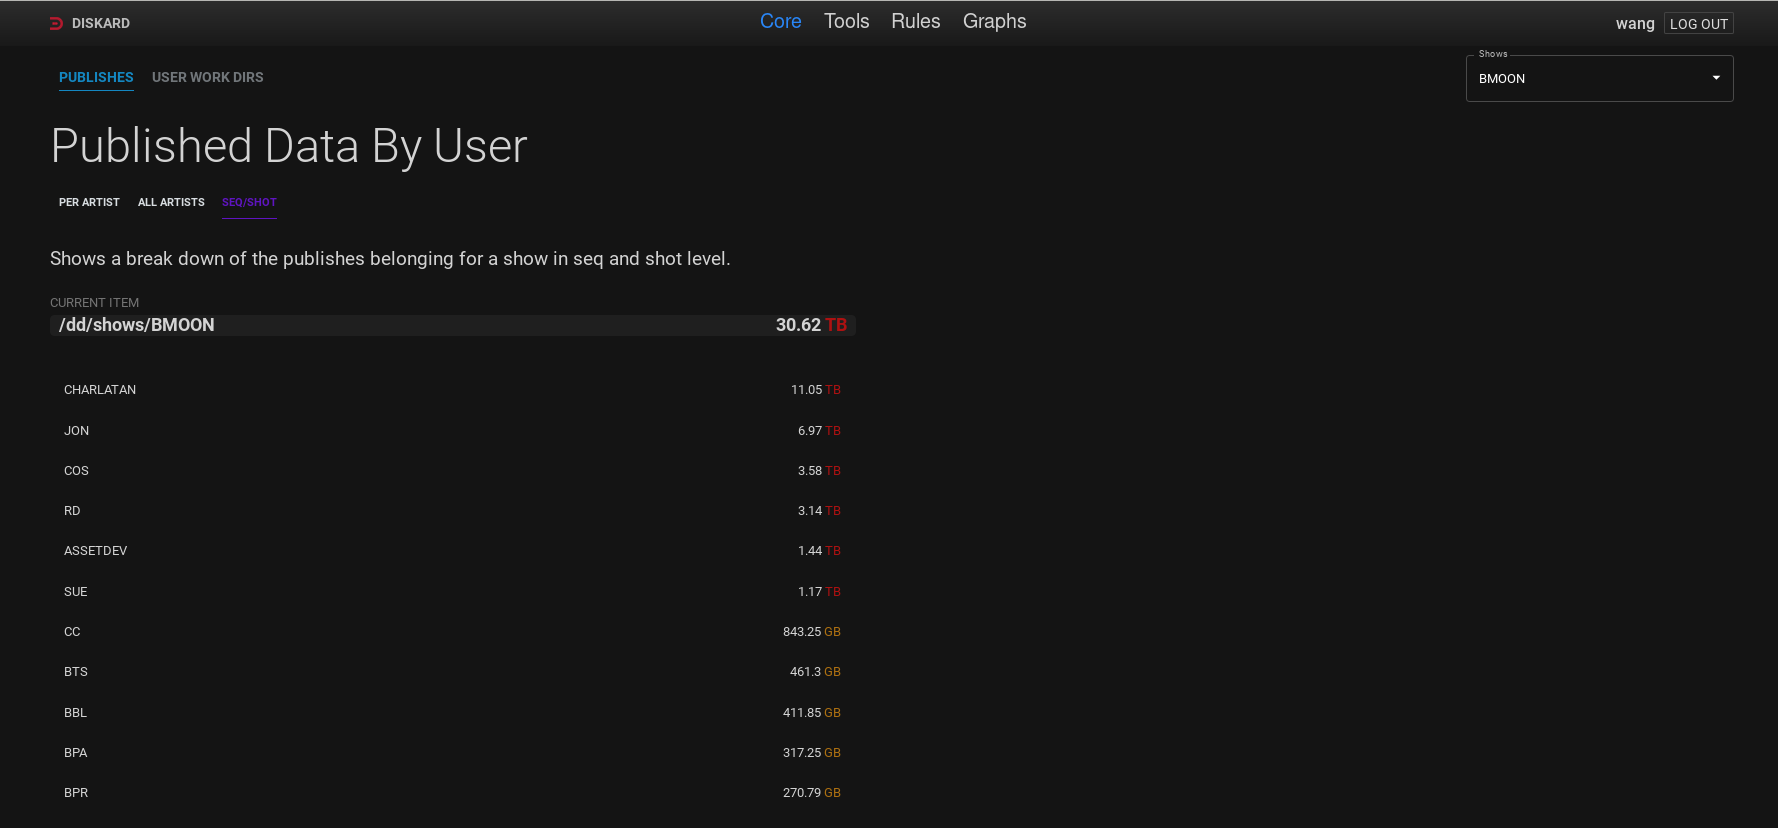 DISKARD Core Tools Rules Graphs wang LOG OUT
PUBLISHES USER WORK DIRS
Shows
BMOON
Published Data By User
PER ARTIST ALL ARTISTS SEQ/SHOT
Shows a break down of the publishes belonging for a show in seq and shot level.
CURRENT ITEM
/dd/shows/BMOON 30.62 TB
CHARLATAN 11.05 TB
JON 6.97 TB
COS 3.58 TB
RD 3.14 TB
ASSETDEV 1.44 TB
SUE 1.17 TB
CC 843.25 GB
BTS 461.3 GB
BBL 411.85 GB
BPA 317.25 GB
BPR 270.79 GB